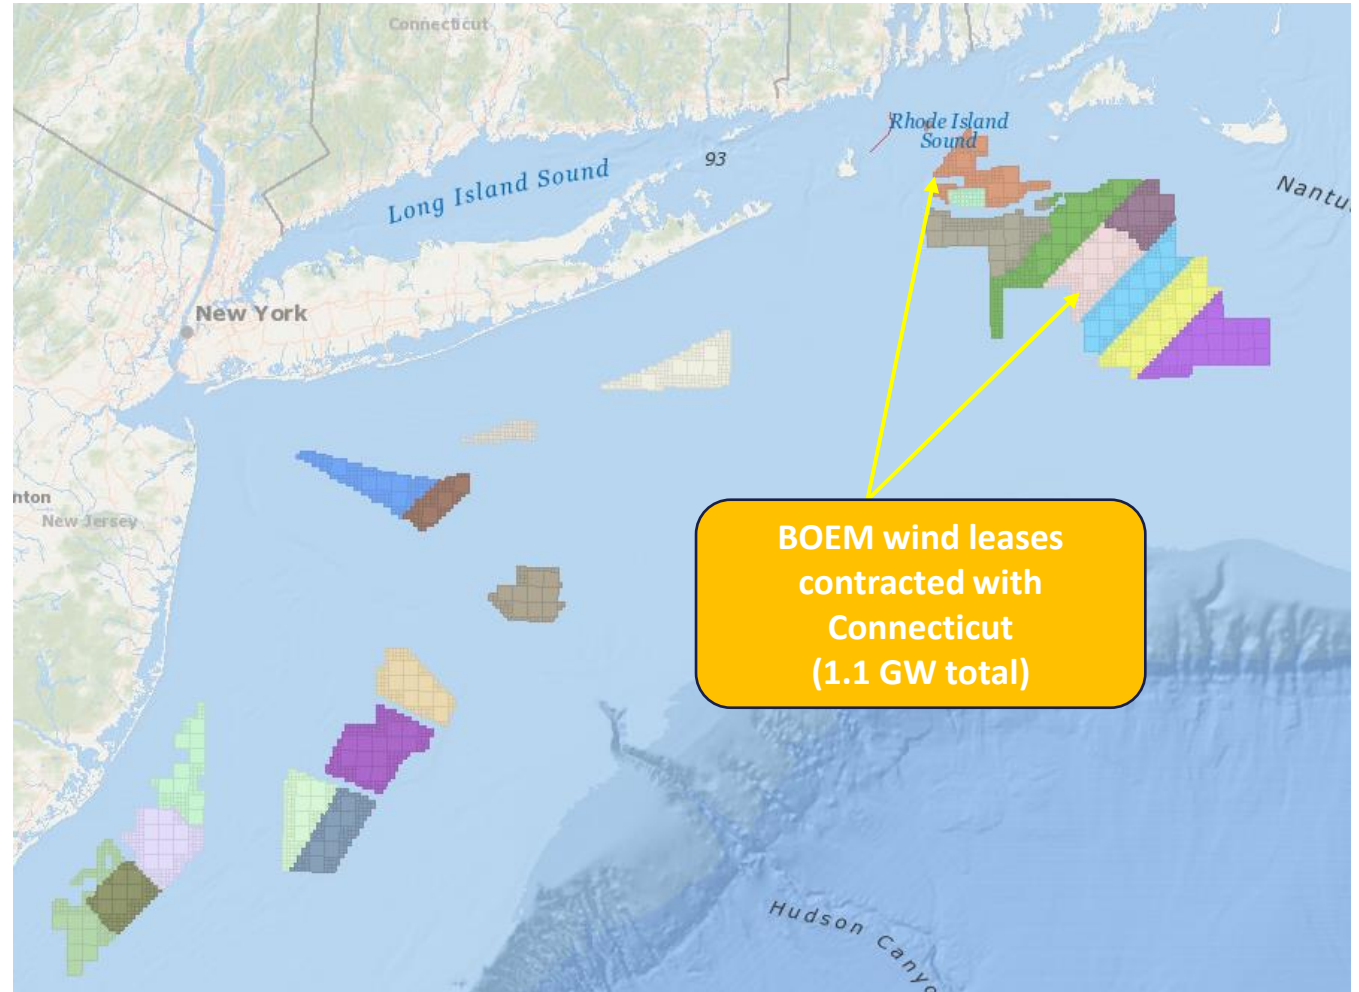 Connecticut
Rhode Island
Sound
93
Long Island Sound
Nantu
New York
nton
New Jersey
BOEM wind leases
contracted with
Connecticut
(1.1 GW total)
Hudson Canyo